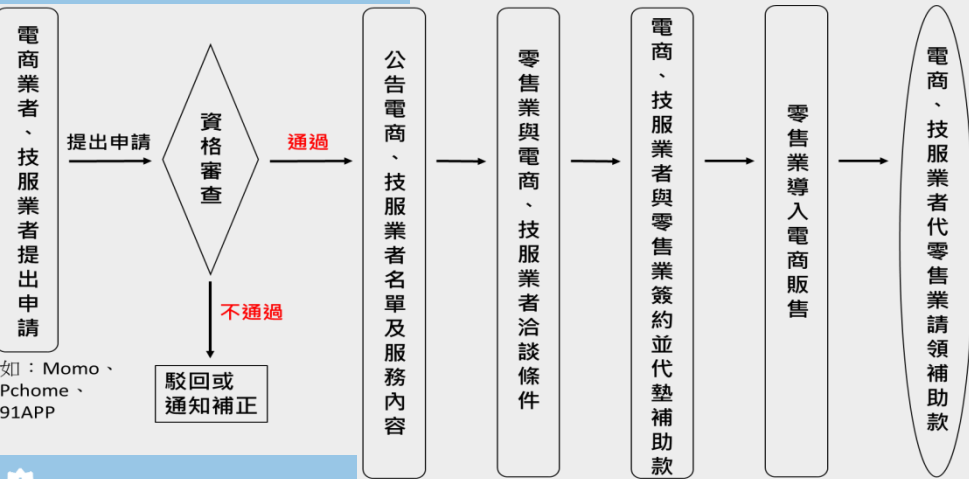 電商業者、技服業者提出申請
如：Momo、
Pchome、
91APP
提出申請
資格審查
通過
不通過
駁回或
通知補正
公告電商、技服業者名單及服務內容
零售業與電商、技服業者洽談條件
電商、技服業者與零售業簽約並代墊補助款
零售業導入電商販售
電商、技服業者代零售業請領補助款